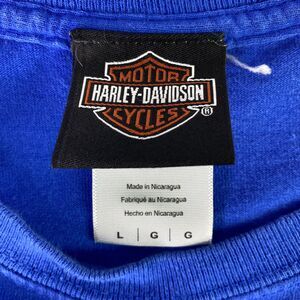 MOTOR
HARLEY-DAVIDSON
CYCLES ®
Made in Nicaragua
Fabriqué au Nicaragua
Hecho en Nicaragua
L | G | G